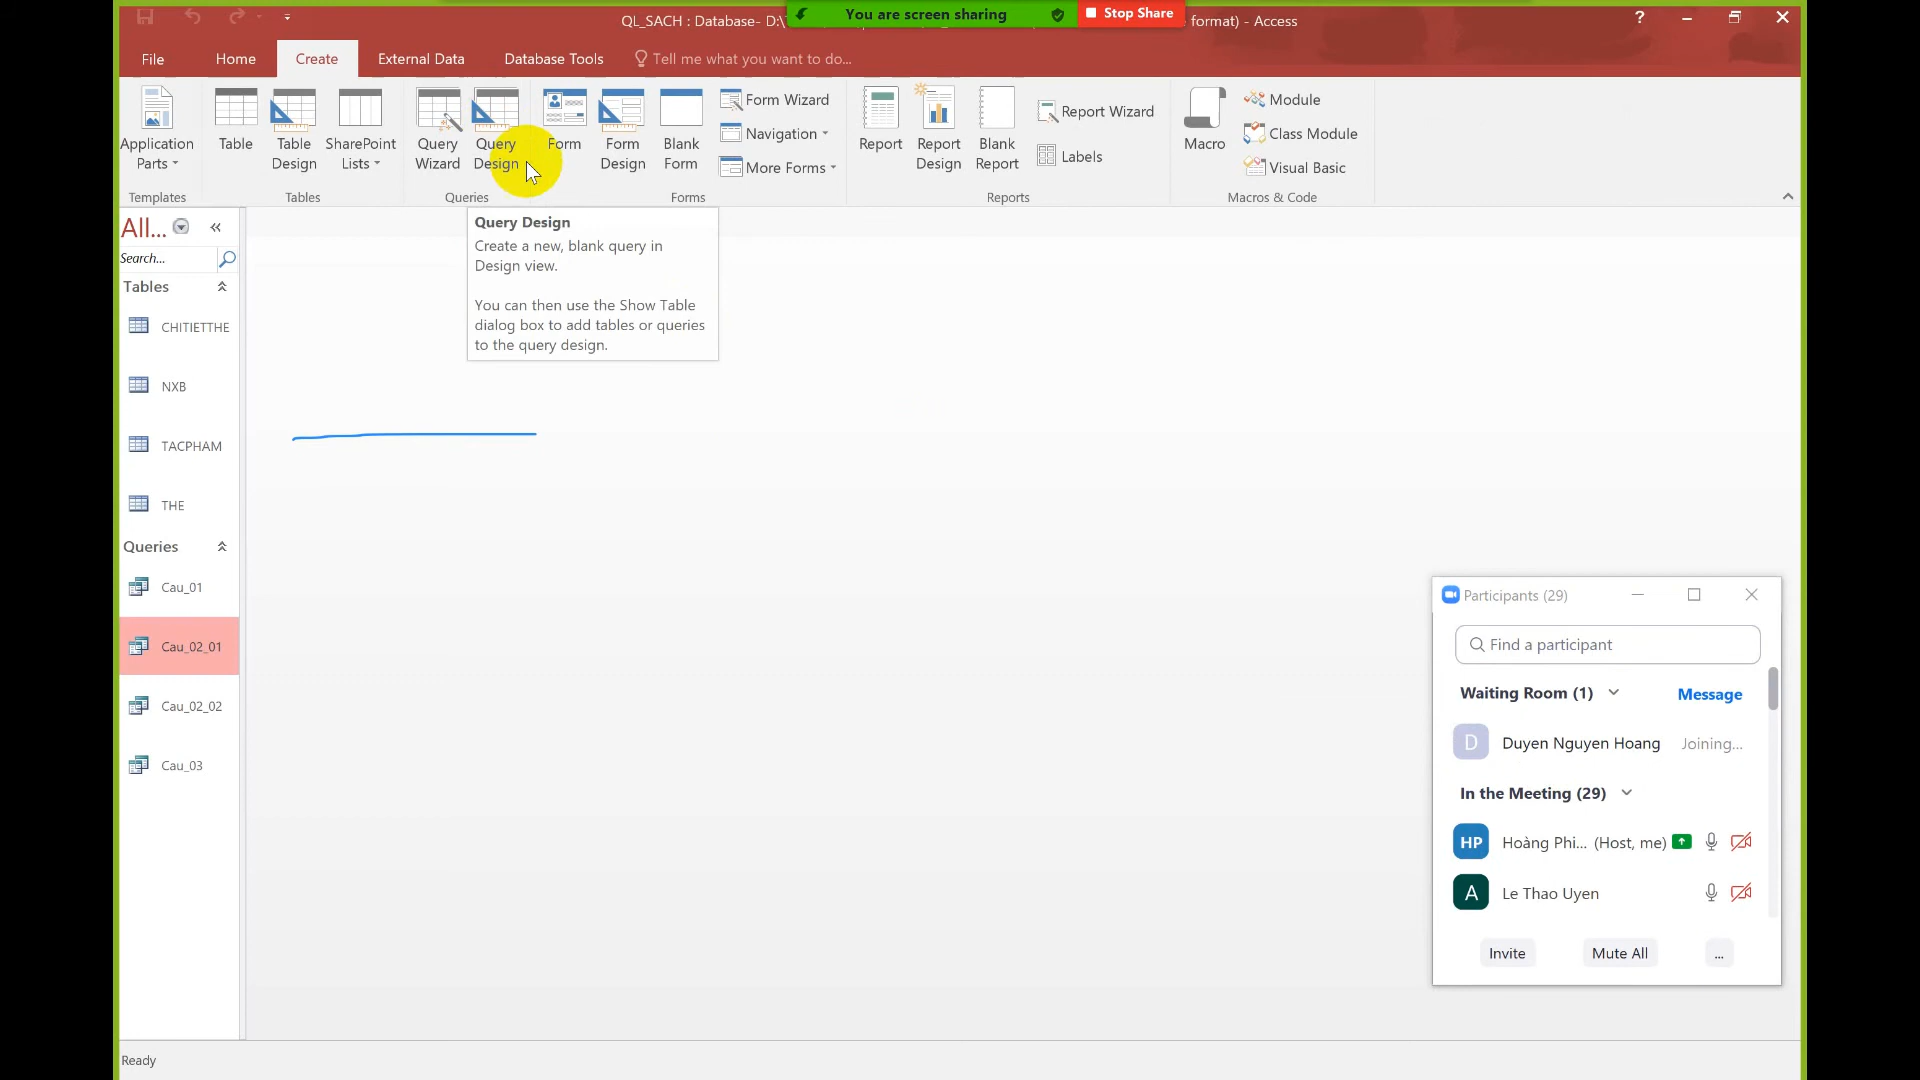 QL_SACH : Database- D:\
You are screen sharing
Stop Share
format) - Access
?
File
Home
Create
External Data
Database Tools
Tell me what you want to do...
Application Parts
Table
Table Design
SharePoint Lists
Query Wizard
Query Design
Form
Form Design
Blank Form
Form Wizard
Navigation
More Forms
Report
Report Design
Blank Report
Report Wizard
Labels
Macro
Module
Class Module
Visual Basic
Templates
Tables
Queries
Forms
Reports
Macros & Code
All...
Search...
Tables
CHITIETTHE
NXB
TACPHAM
THE
Queries
Cau_01
Cau_02_01
Cau_02_02
Cau_03
Query Design
Create a new, blank query in
Design view.
You can then use the Show Table
dialog box to add tables or queries
to the query design.
Participants (29)
Find a participant
Waiting Room (1)
Message
D
Duyen Nguyen Hoang
Joining...
In the Meeting (29)
HP
Hoàng Phi... (Host, me)
A
Le Thao Uyen
Invite
Mute All
...
Ready